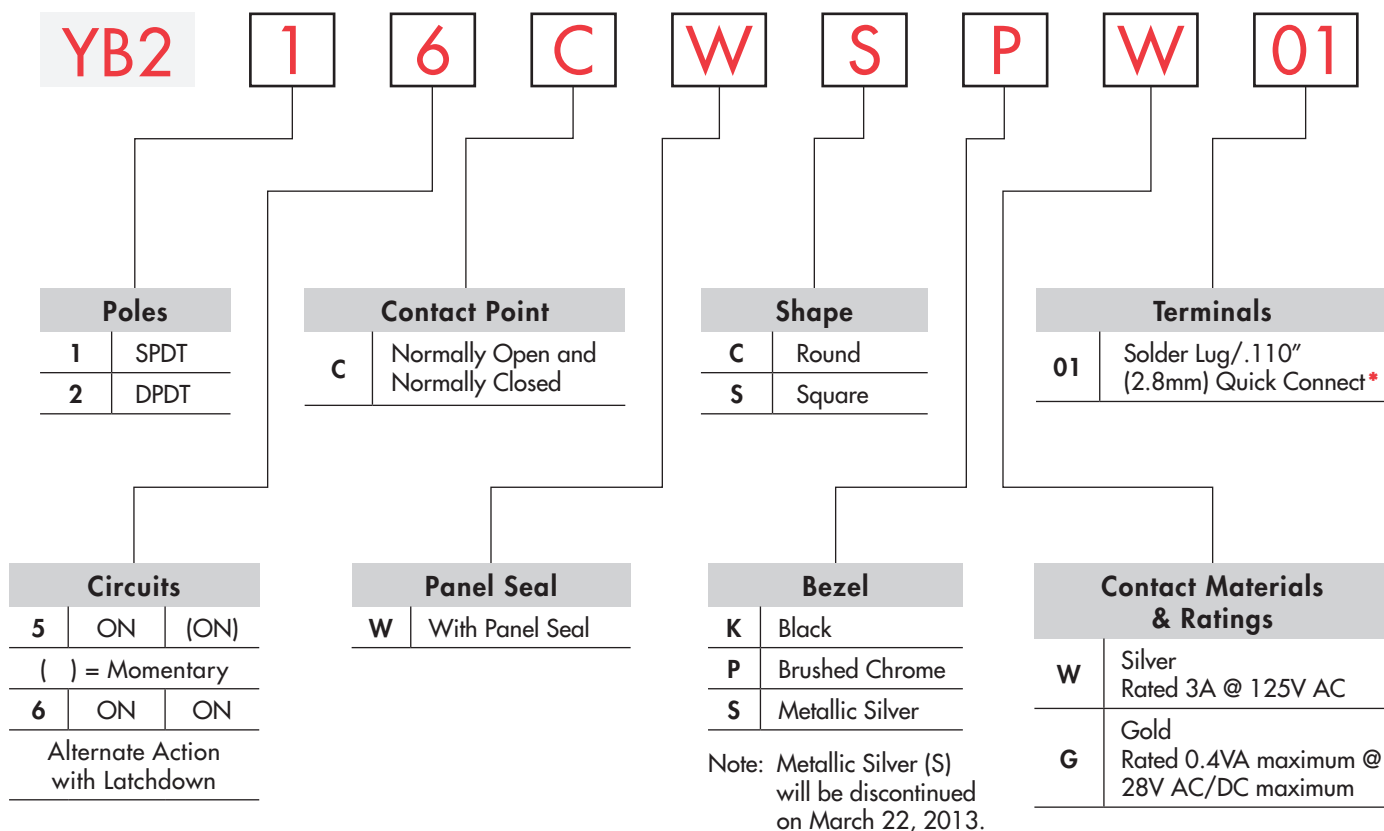 YB2 1 6 C W S P W 01
Poles
1 SPDT
2 DPDT
Contact Point
C Normally Open and
Normally Closed
Shape
C Round
S Square
Terminals
01 Solder Lug/.110”
(2.8mm) Quick Connect*
Circuits
5 ON (ON)
( ) = Momentary
6 ON ON
Alternate Action
with Latchdown
Panel Seal
W With Panel Seal
Bezel
K Black
P Brushed Chrome
S Metallic Silver
Note: Metallic Silver (S)
will be discontinued
on March 22, 2013.
Contact Materials
& Ratings
W Silver
Rated 3A @ 125V AC
G Gold
Rated 0.4VA maximum @
28V AC/DC maximum